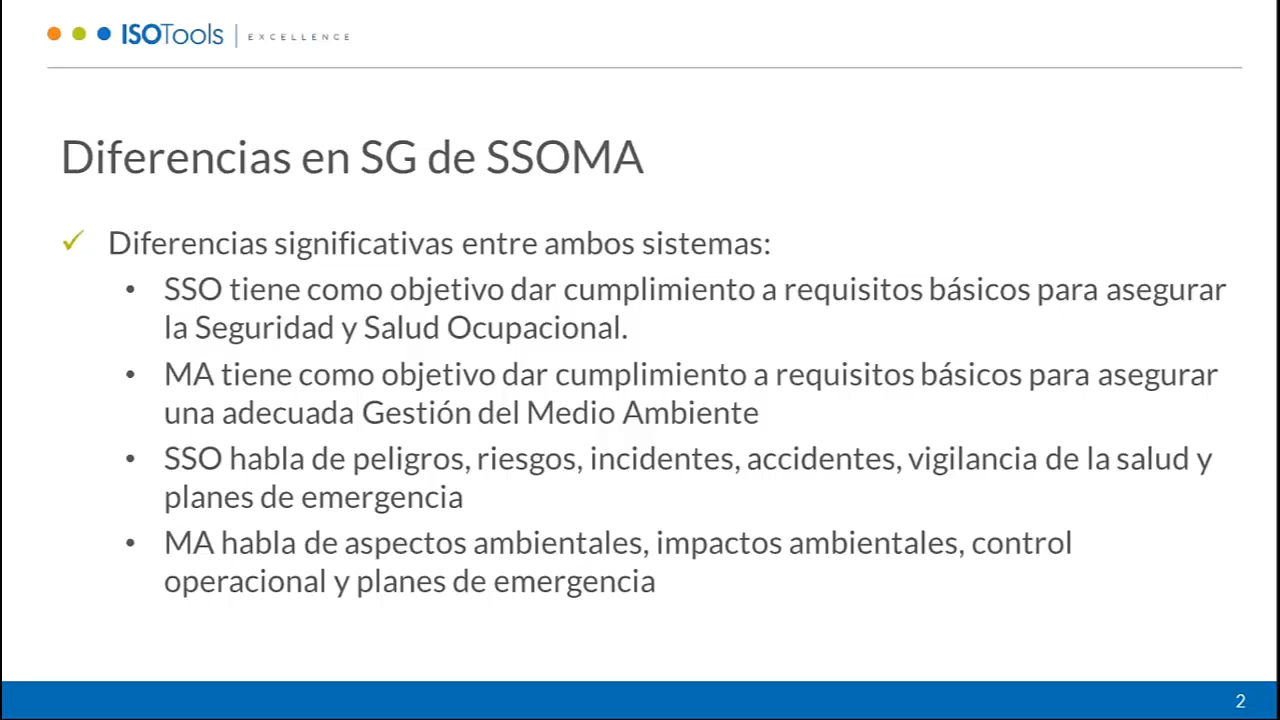 ISOTools | EXCELLENCE
Diferencias en SG de SSOMA
✓ Diferencias significativas entre ambos sistemas:
• SSO tiene como objetivo dar cumplimiento a requisitos básicos para asegurar
la Seguridad y Salud Ocupacional.
• MA tiene como objetivo dar cumplimiento a requisitos básicos para asegurar
una adecuada Gestión del Medio Ambiente
• SSO habla de peligros, riesgos, incidentes, accidentes, vigilancia de la salud y
planes de emergencia
• MA habla de aspectos ambientales, impactos ambientales, control
operacional y planes de emergencia
2